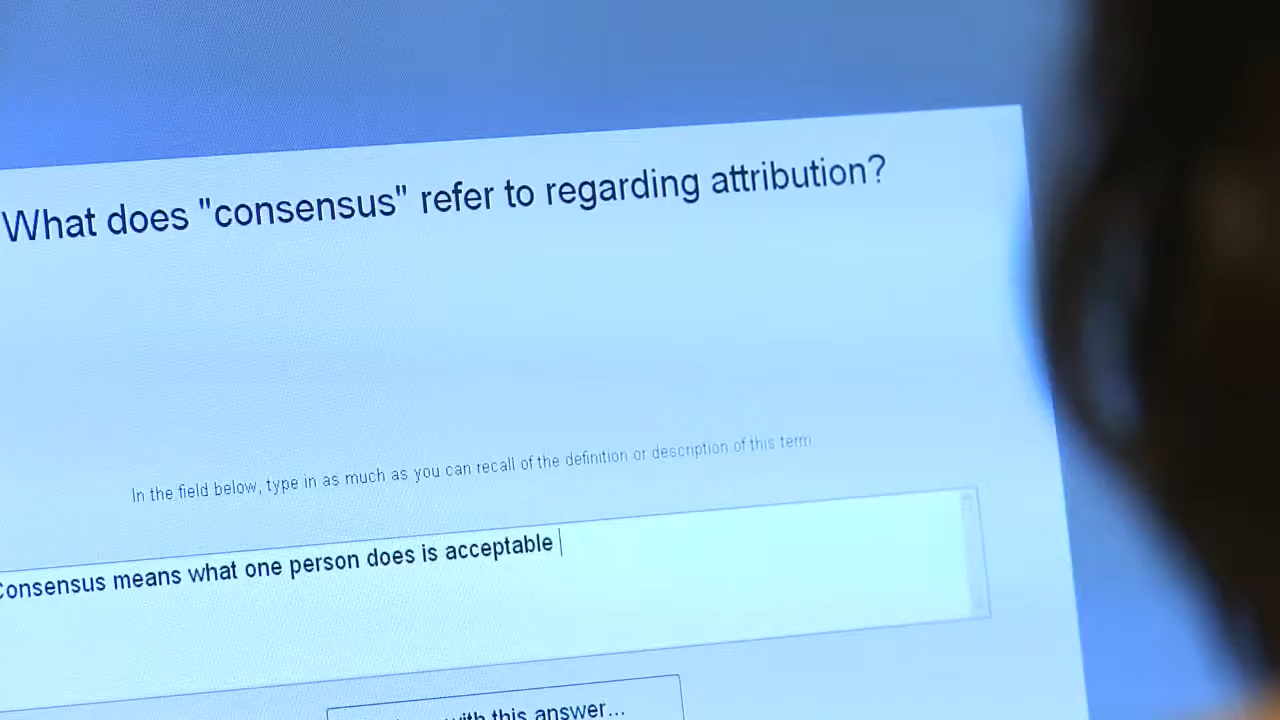 What does "consensus" refer to regarding attribution?
In the field below, type in as much as you can recall of the definition or description of this term
Consensus means what one person does is acceptable
with this answer...